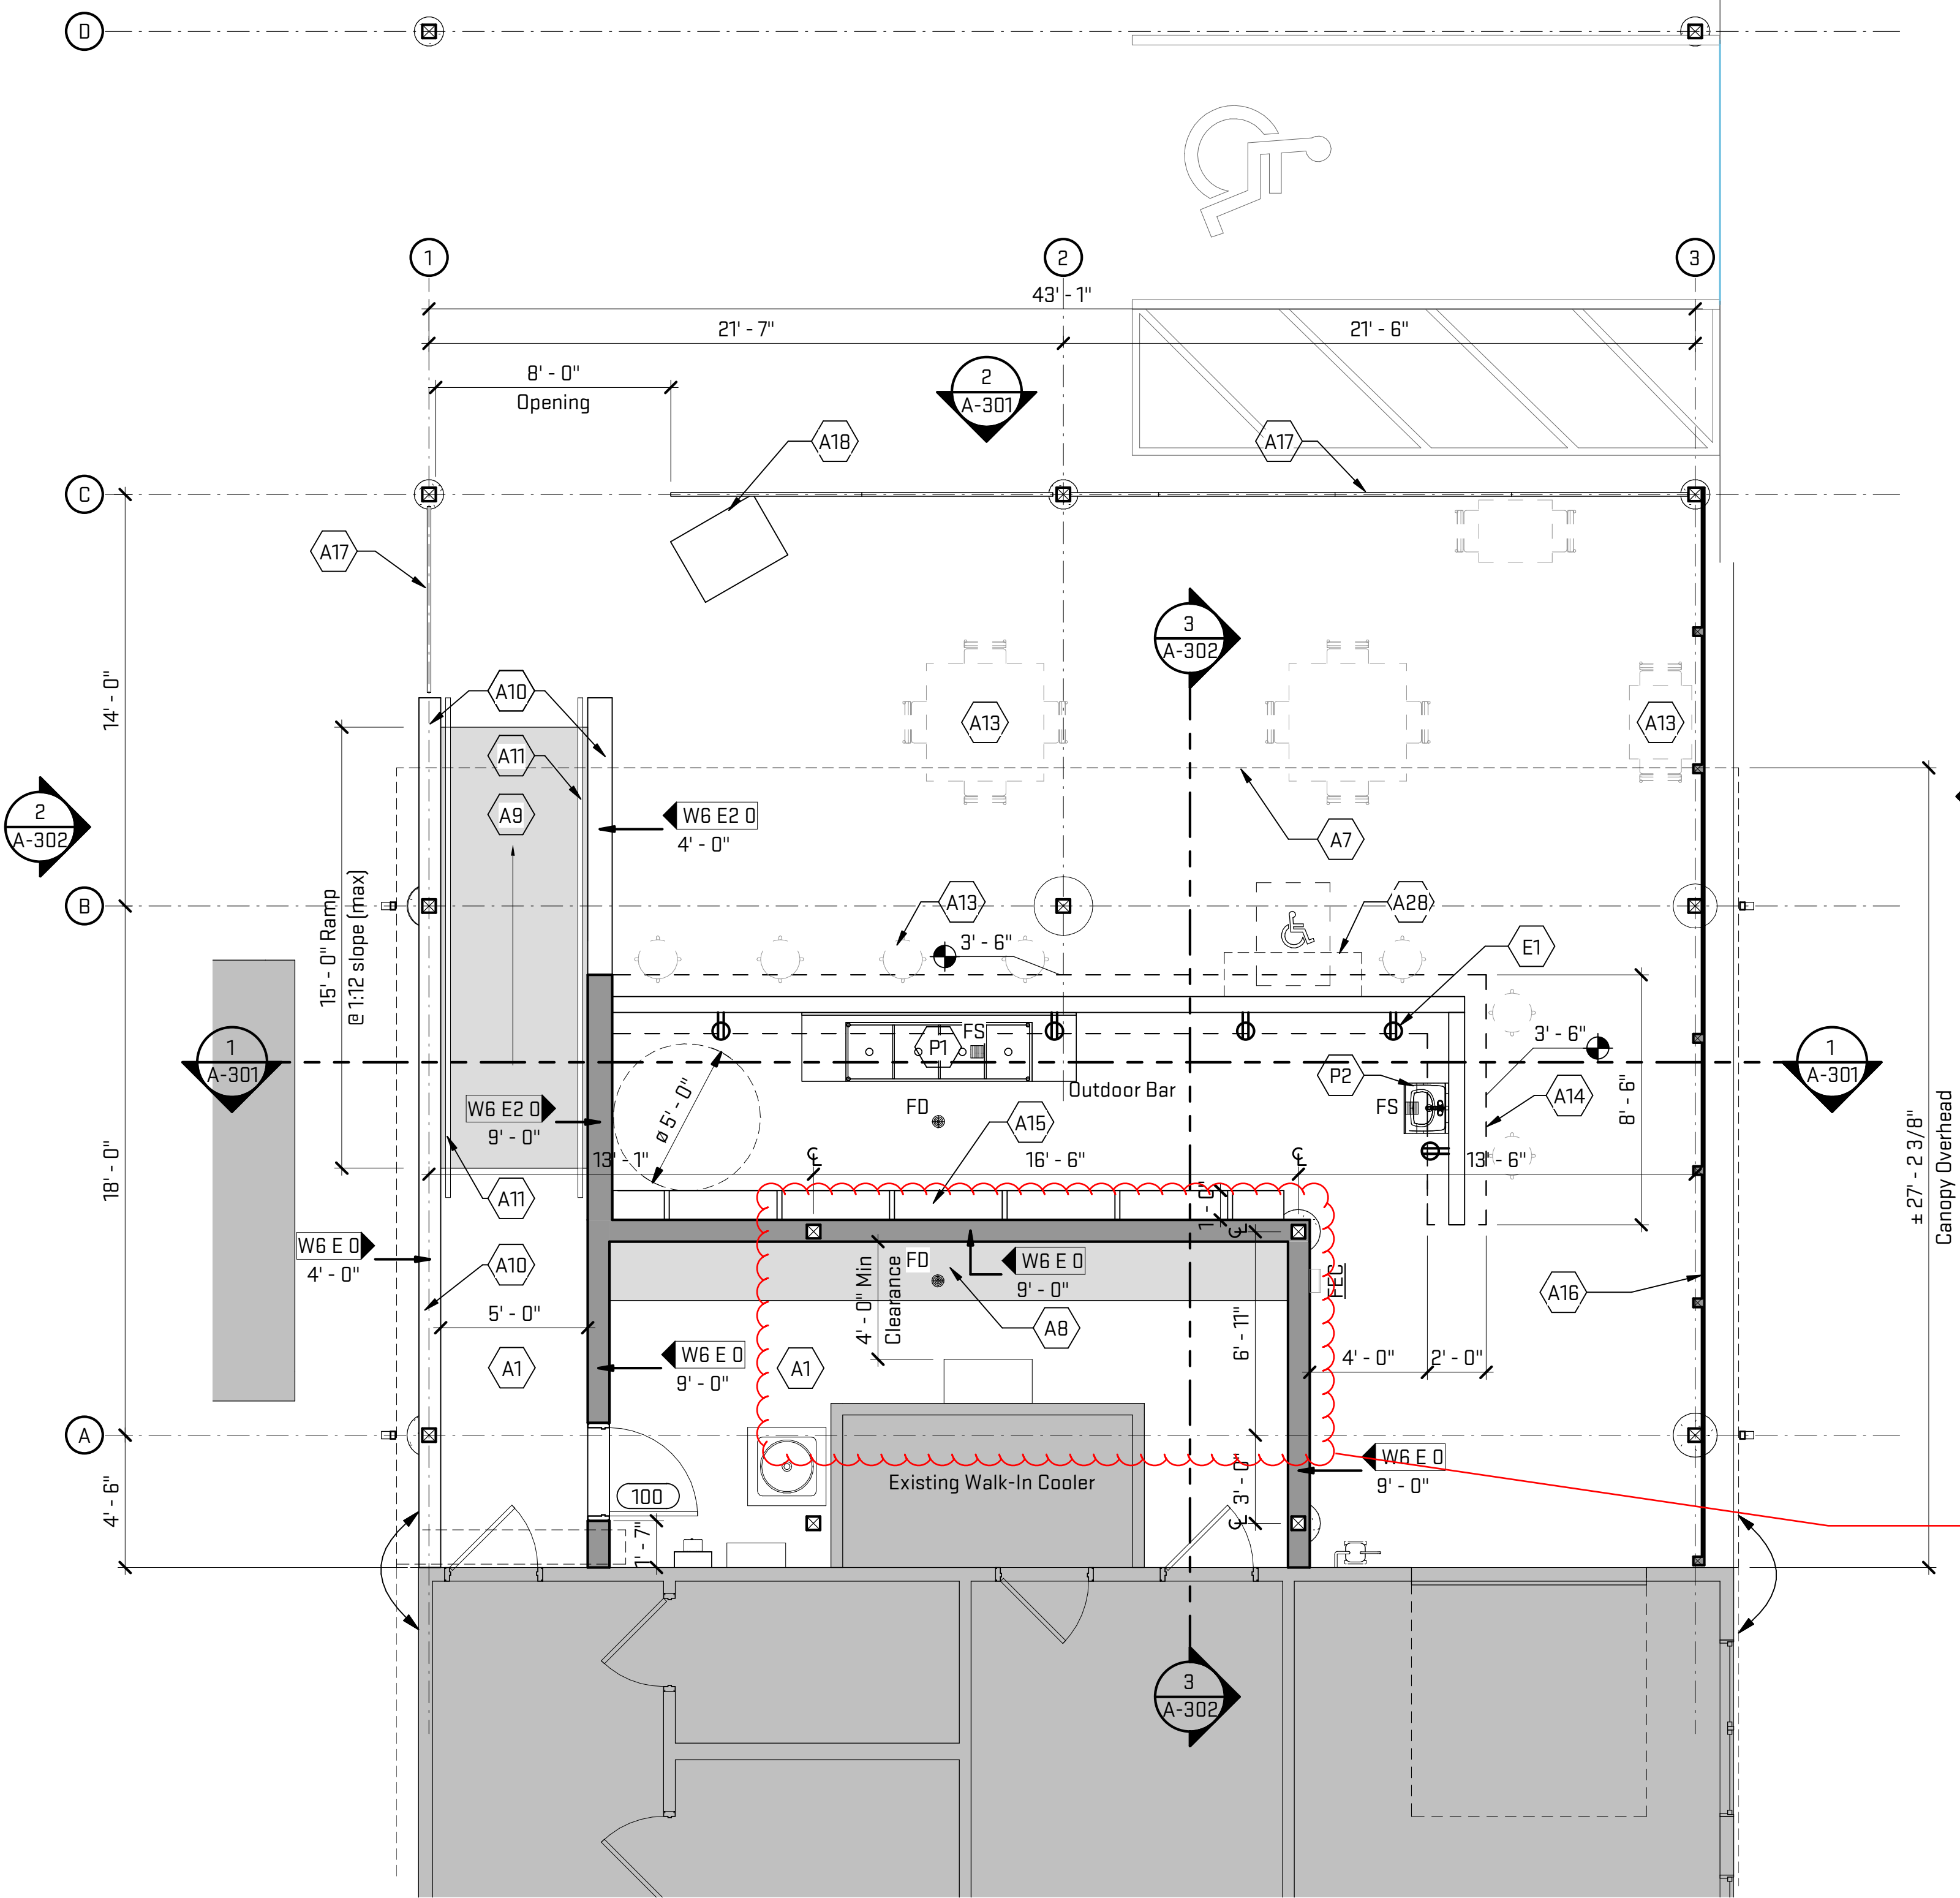 D
1
2
3
43' - 1"
21' - 7"
21' - 6"
8' - 0"
Opening
2
A-301
A18
A17
C
A17
3
A-302
14' - 0"
A10
A13
A13
A11
2
A-302
A9
W6 E2 0
4' - 0"
A7
B
15' - 0" Ramp
@ 1:12 slope (max)
A13
3' - 6"
A28
E1
1
A-301
FS
P1
3' - 6"
1
A-301
Outdoor Bar
P2
A14
8' - 6"
W6 E2 0
9' - 0"
ø 5' - 0"
FD
A15
FS
± 27' - 2 3/8"
Canopy Overhead
18' - 0"
13' - 1"
16' - 6"
13' - 6"
A11
1' - 0"
W6 E 0
4' - 0"
A10
4' - 0" Min
Clearance
FD
W6 E 0
9' - 0"
FEC
A16
5' - 0"
A8
6' - 11"
A1
W6 E 0
9' - 0"
A1
4' - 0"
2' - 0"
A
4' - 6"
100
Existing Walk-In Cooler
3' - 0"
W6 E 0
9' - 0"
1' - 7"
3
A-302